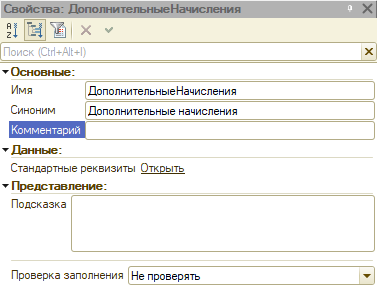 Свойства: ДополнительныеНачисления
Поиск (Ctrl+Alt+I)
Основные:
Имя ДополнительныеНачисления
Синоним Дополнительные начисления
Комментарий
Данные:
Стандартные реквизиты Открыть
Представление:
Подсказка
Проверка заполнения Не проверять